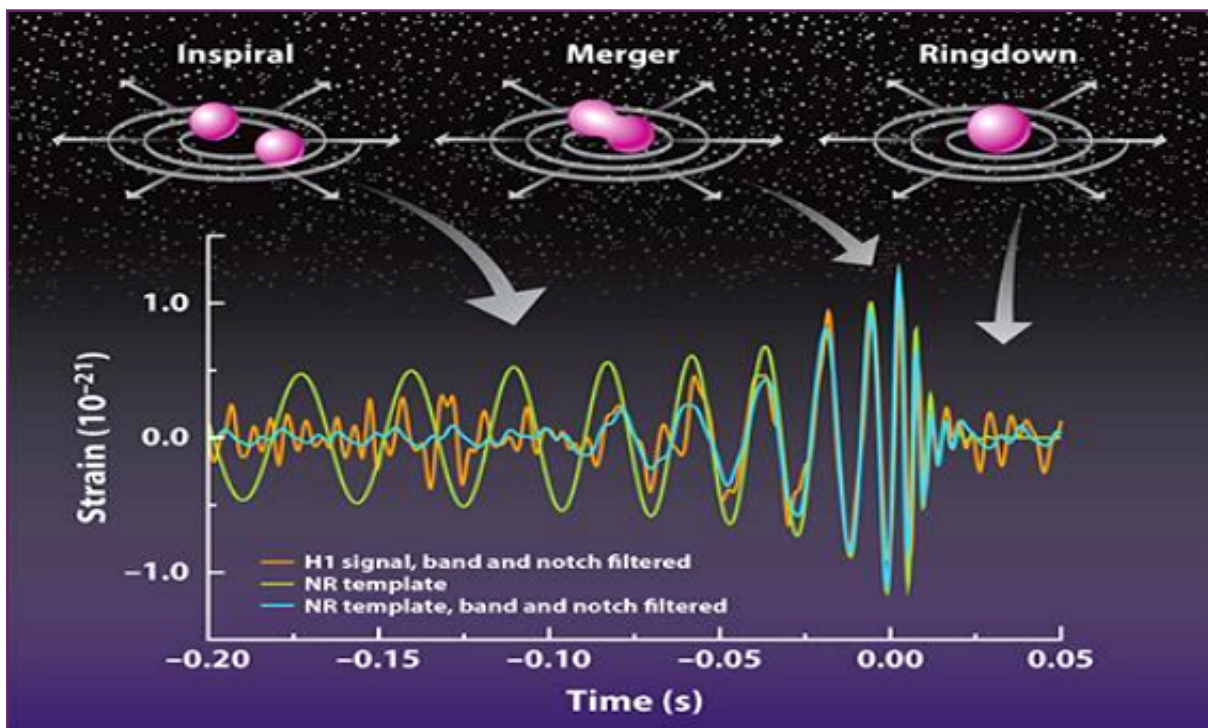 Inspiral
Merger
Ringdown
1.0
0.0
−1.0
Strain (10⁻²¹)
H1 signal, band and notch filtered
NR template
NR template, band and notch filtered
−0.20
−0.15
−0.10
−0.05
0.00
0.05
Time (s)